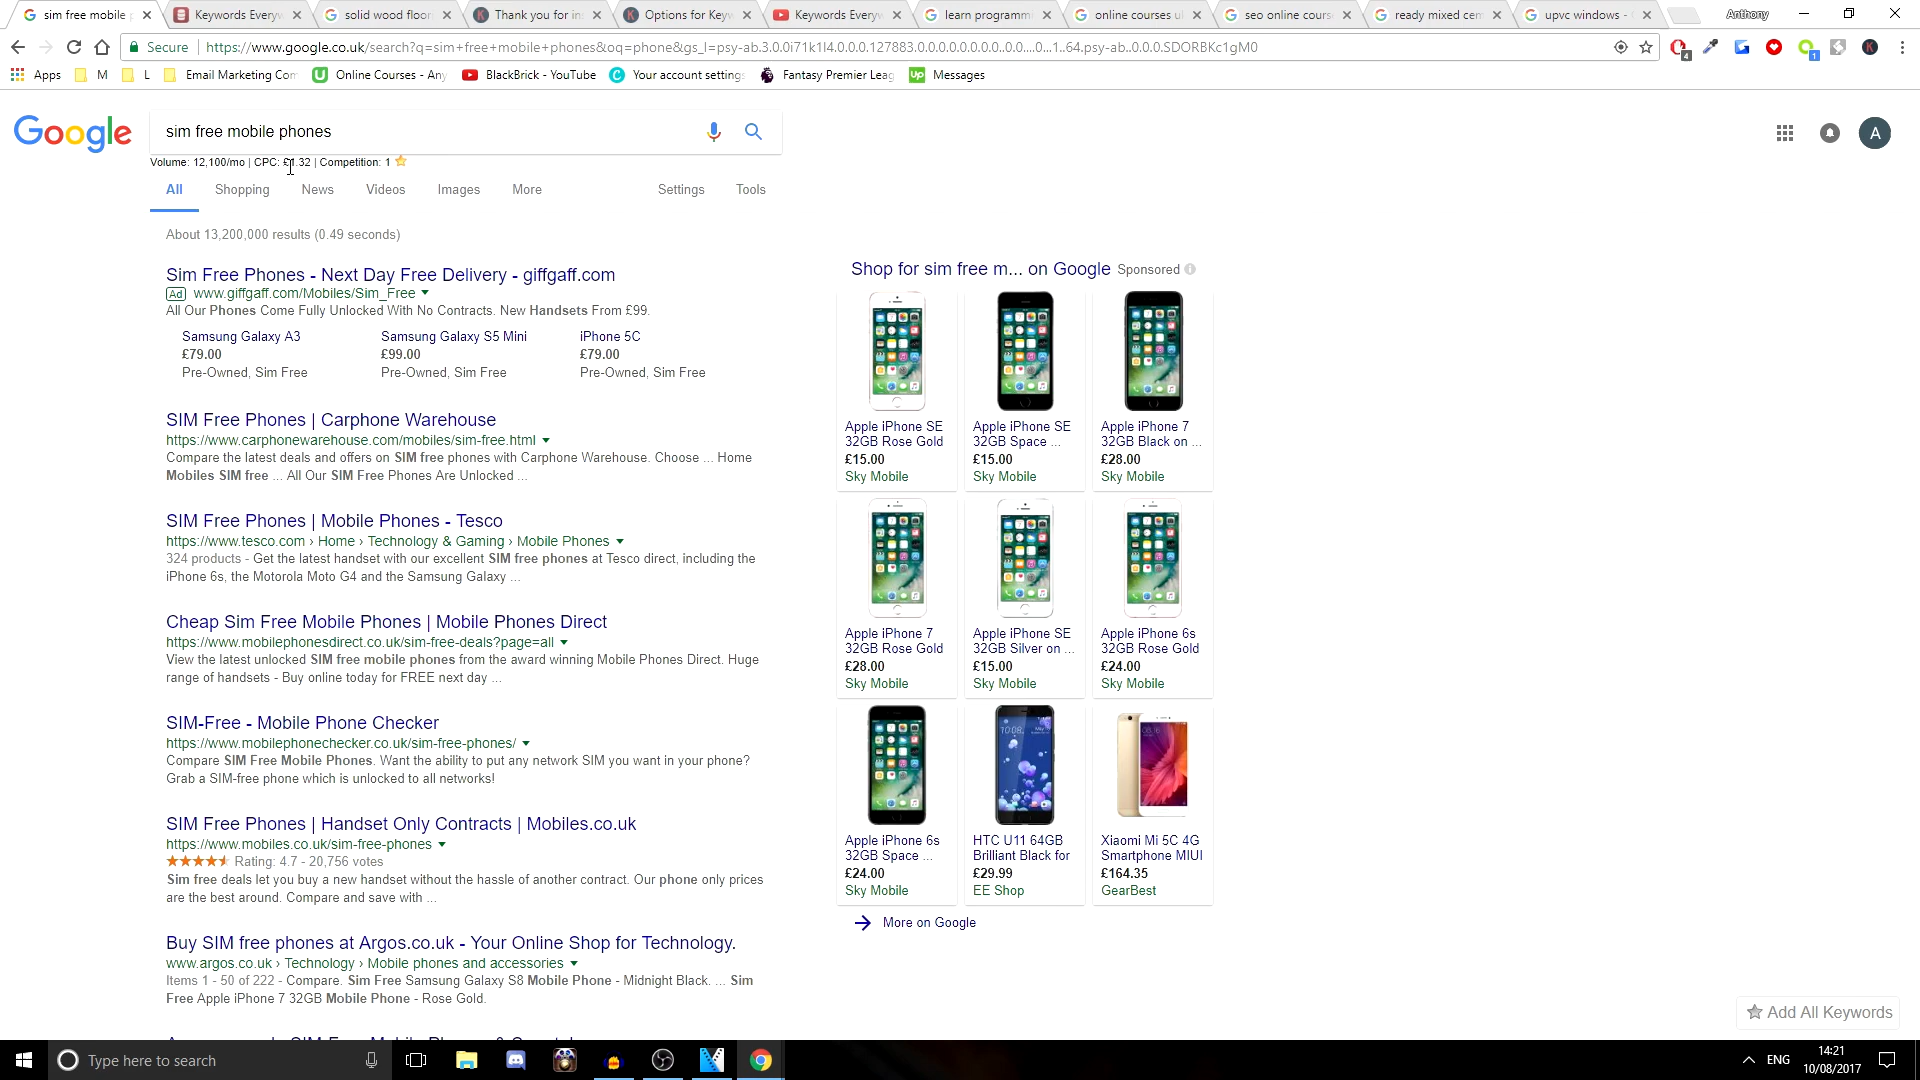 sim free mobile p
Keywords Everyw
solid wood floor
Thank you for in
Options for Keyw
Keywords Everyw
learn programmi
online courses u
seo online cours
ready mixed cem
upvc windows -
Anthony
Secure
https://www.google.co.uk/search?q=sim+free+mobile+phones&oq=phone&gs_l=psy-ab.3.0.0i71k1l4.0.0.0.127883.0.0.0.0.0.0.0.0.0.0....0...1..64.psy-ab..0.0.0.SDORBKc1gM0
4
1
K
Apps
M
L
Email Marketing Con
Online Courses - Any
BlackBrick - YouTube
Your account settings
Fantasy Premier Leag
Messages
Google
sim free mobile phones
A
Volume: 12,100/mo | CPC: £1.32 | Competition: 1
All Shopping News Videos Images More Settings Tools
About 13,200,000 results (0.49 seconds)
Sim Free Phones - Next Day Free Delivery - giffgaff.com
Ad www.giffgaff.com/Mobiles/Sim_Free
All Our Phones Come Fully Unlocked With No Contracts. New Handsets From £99.
Samsung Galaxy A3 Samsung Galaxy S5 Mini iPhone 5C
£79.00 £99.00 £79.00
Pre-Owned, Sim Free Pre-Owned, Sim Free Pre-Owned, Sim Free
SIM Free Phones | Carphone Warehouse
https://www.carphonewarehouse.com/mobiles/sim-free.html
Compare the latest deals and offers on SIM free phones with Carphone Warehouse. Choose ... Home
Mobiles SIM free ... All Our SIM Free Phones Are Unlocked ...
SIM Free Phones | Mobile Phones - Tesco
https://www.tesco.com › Home › Technology & Gaming › Mobile Phones
324 products - Get the latest handset with our excellent SIM free phones at Tesco direct, including the
iPhone 6s, the Motorola Moto G4 and the Samsung Galaxy ...
Cheap Sim Free Mobile Phones | Mobile Phones Direct
https://www.mobilephonesdirect.co.uk/sim-free-deals?page=all
View the latest unlocked SIM free mobile phones from the award winning Mobile Phones Direct. Huge
range of handsets - Buy online today for FREE next day ...
SIM-Free - Mobile Phone Checker
https://www.mobilephonechecker.co.uk/sim-free-phones/
Compare SIM Free Mobile Phones. Want the ability to put any network SIM you want in your phone?
Grab a SIM-free phone which is unlocked to all networks!
SIM Free Phones | Handset Only Contracts | Mobiles.co.uk
https://www.mobiles.co.uk/sim-free-phones
Rating: 4.7 - 20,756 votes
Sim free deals let you buy a new handset without the hassle of another contract. Our phone only prices
are the best around. Compare and save with ...
Buy SIM free phones at Argos.co.uk - Your Online Shop for Technology.
www.argos.co.uk › Technology › Mobile phones and accessories
Items 1 - 50 of 222 - Compare. Sim Free Samsung Galaxy S8 Mobile Phone - Midnight Black. ... Sim
Free Apple iPhone 7 32GB Mobile Phone - Rose Gold.
Shop for sim free m... on Google Sponsored
Apple iPhone SE
32GB Rose Gold
£15.00
Sky Mobile
Apple iPhone SE
32GB Space ...
£15.00
Sky Mobile
Apple iPhone 7
32GB Black on ...
£28.00
Sky Mobile
Apple iPhone 7
32GB Rose Gold
£28.00
Sky Mobile
Apple iPhone SE
32GB Silver on ...
£15.00
Sky Mobile
Apple iPhone 6s
32GB Rose Gold
£24.00
Sky Mobile
Apple iPhone 6s
32GB Space ...
£24.00
Sky Mobile
HTC U11 64GB
Brilliant Black for
£29.99
EE Shop
Xiaomi Mi 5C 4G
Smartphone MIUI
£164.35
GearBest
More on Google
Add All Keywords
Type here to search
ENG
14:21
10/08/2017